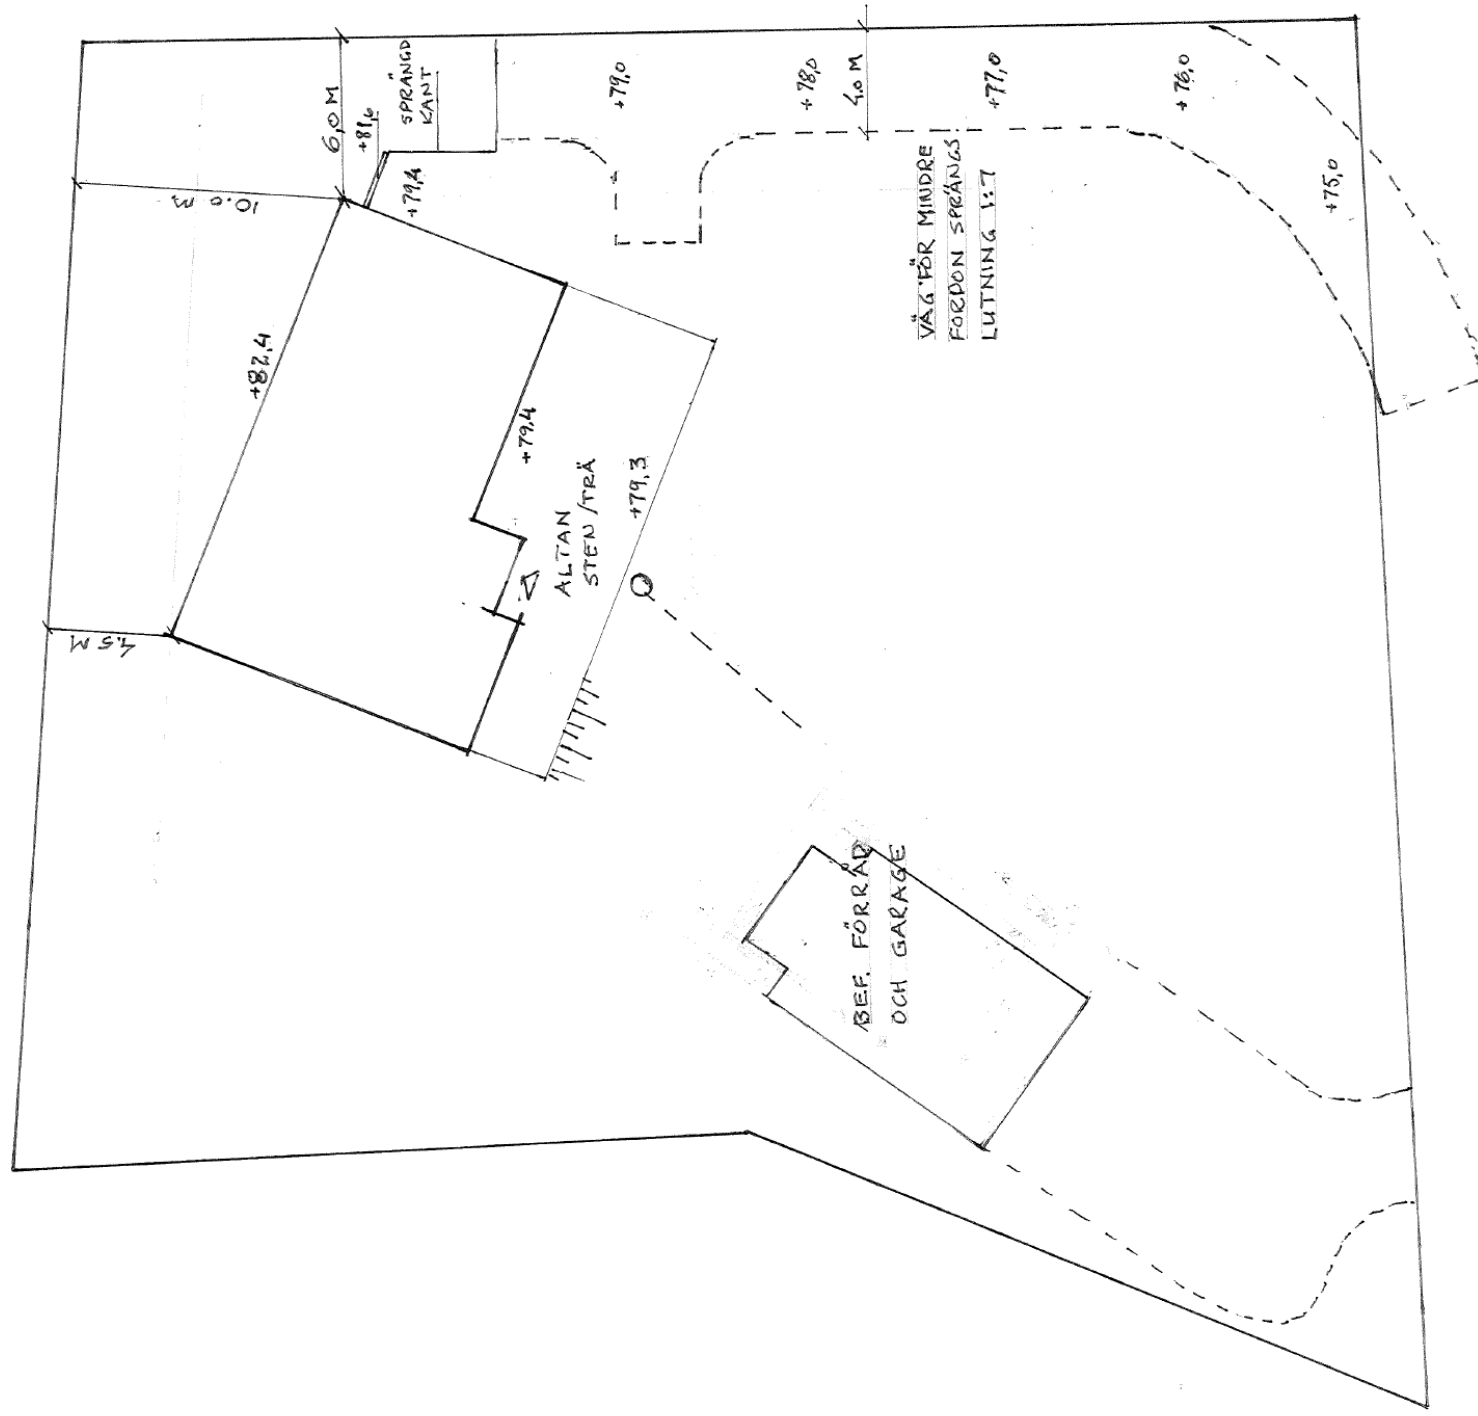 6,0 M
+81,6
SPRÄNGD
KANT
+79,4
10.0 M
+79,0
+78,0
4.0 M
+77,0
+76,0
+75,0
VÄG FÖR MINDRE
FORDON SPRÄNGS
LUTNING 1:7
+82,4
+79,4
ALTAN
STEN/TRÄ
+79,3
4.5 M
BEF. FÖRRÅD
OCH GARAGE